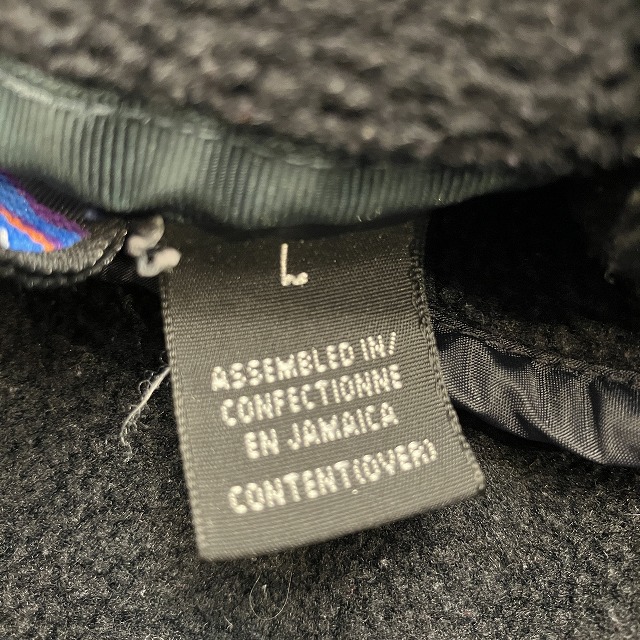 L
ASSEMBLED IN/
CONFECTIONNE
EN JAMAICA
CONTENT(OVER)